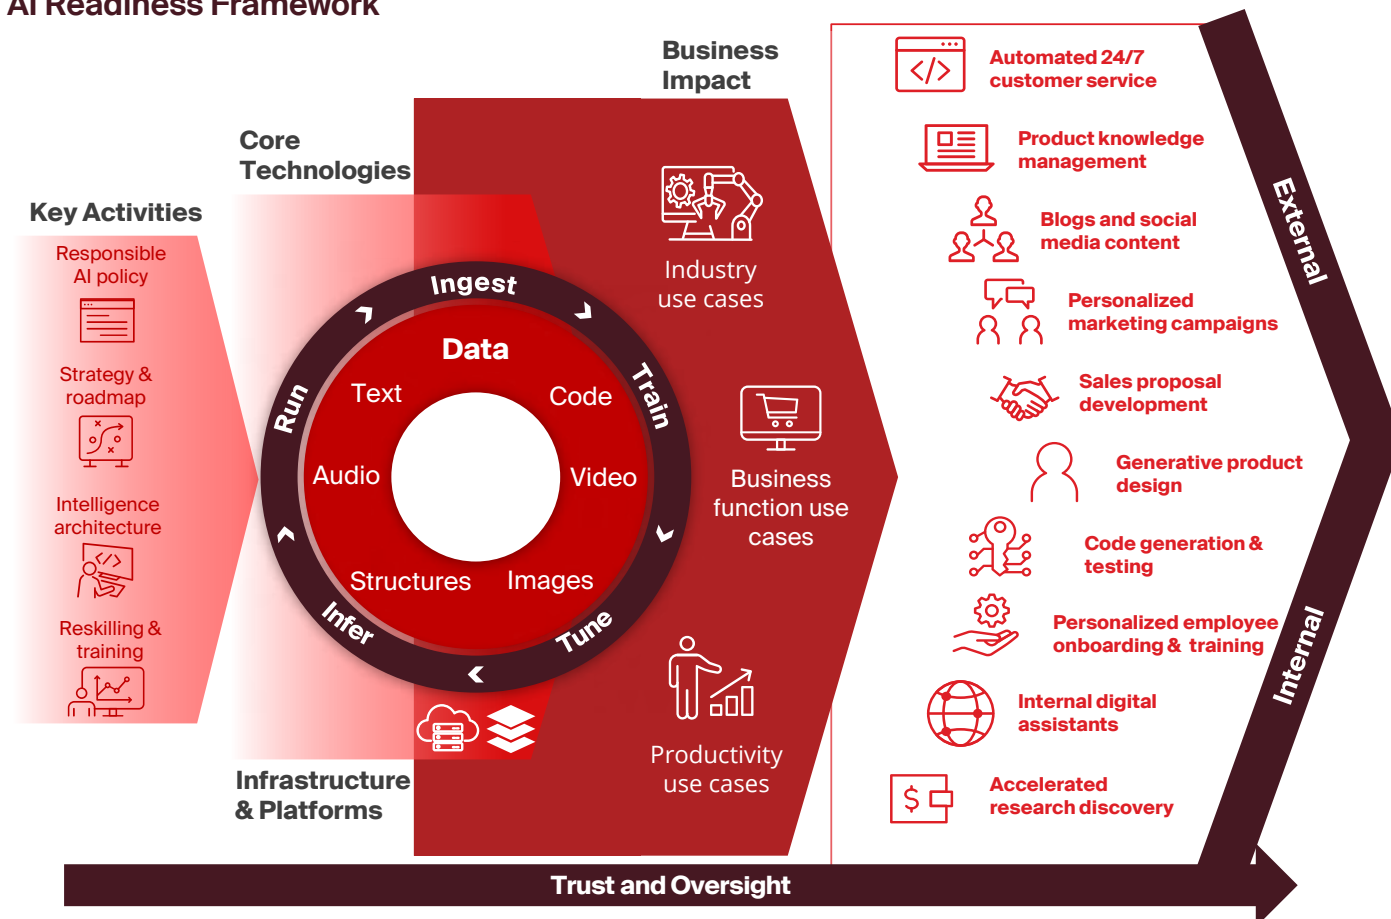 AI Readiness Framework
Key Activities
Responsible
AI policy
Strategy &
roadmap
Intelligence
architecture
Reskilling &
training
Core
Technologies
Ingest
Train
Tune
Infer
Run
Data
Text
Code
Audio
Video
Structures
Images
Infrastructure
& Platforms
Business
Impact
Industry
use cases
Business
function use
cases
Productivity
use cases
Automated 24/7
customer service
Product knowledge
management
Blogs and social
media content
Personalized
marketing campaigns
Sales proposal
development
Generative product
design
Code generation &
testing
Personalized employee
onboarding & training
Internal digital
assistants
Accelerated
research discovery
External
Internal
Trust and Oversight